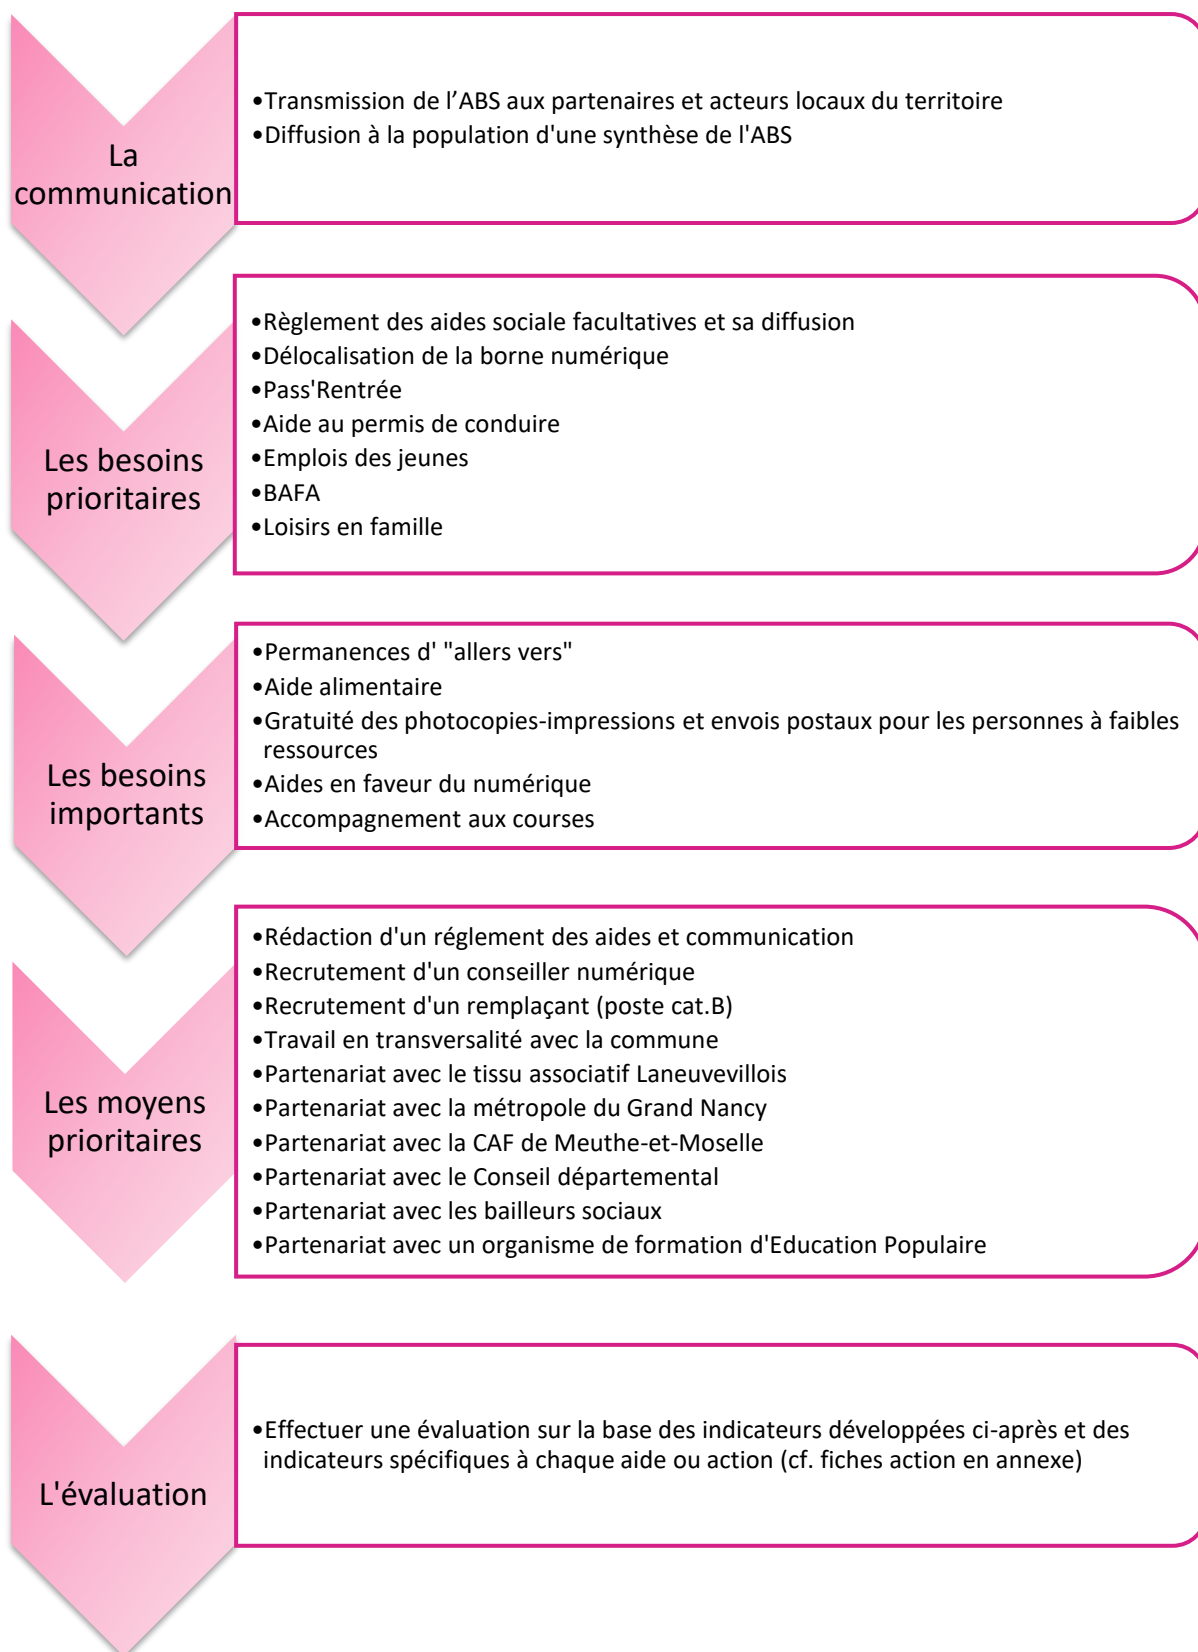 La
communication
•Transmission de l’ABS aux partenaires et acteurs locaux du territoire
•Diffusion à la population d'une synthèse de l'ABS
Les besoins
prioritaires
•Règlement des aides sociale facultatives et sa diffusion
•Délocalisation de la borne numérique
•Pass'Rentrée
•Aide au permis de conduire
•Emplois des jeunes
•BAFA
•Loisirs en famille
Les besoins
importants
•Permanences d' "allers vers"
•Aide alimentaire
•Gratuité des photocopies-impressions et envois postaux pour les personnes à faibles
ressources
•Aides en faveur du numérique
•Accompagnement aux courses
Les moyens
prioritaires
•Rédaction d'un réglement des aides et communication
•Recrutement d'un conseiller numérique
•Recrutement d'un remplaçant (poste cat.B)
•Travail en transversalité avec la commune
•Partenariat avec le tissu associatif Laneuvevillois
•Partenariat avec la métropole du Grand Nancy
•Partenariat avec la CAF de Meuthe-et-Moselle
•Partenariat avec le Conseil départemental
•Partenariat avec les bailleurs sociaux
•Partenariat avec un organisme de formation d'Education Populaire
L'évaluation
•Effectuer une évaluation sur la base des indicateurs développées ci-après et des
indicateurs spécifiques à chaque aide ou action (cf. fiches action en annexe)